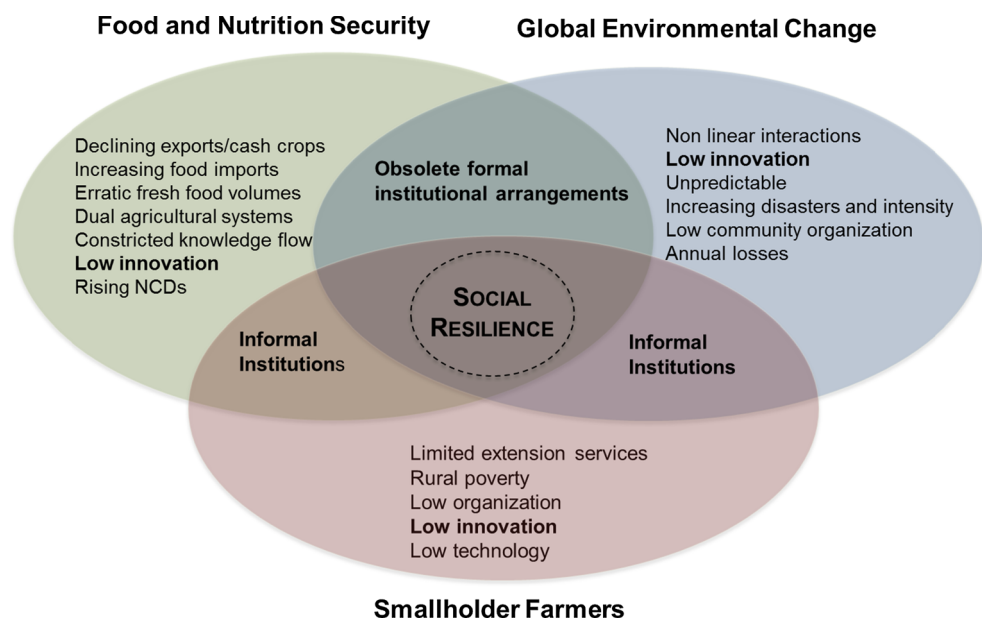 Food and Nutrition Security
Global Environmental Change
Declining exports/cash crops
Increasing food imports
Erratic fresh food volumes
Dual agricultural systems
Constricted knowledge flow
Low innovation
Rising NCDs
Obsolete formal
institutional arrangements
Non linear interactions
Low innovation
Unpredictable
Increasing disasters and intensity
Low community organization
Annual losses
SOCIAL
RESILIENCE
Informal
Institutions
Informal
Institutions
Limited extension services
Rural poverty
Low organization
Low innovation
Low technology
Smallholder Farmers